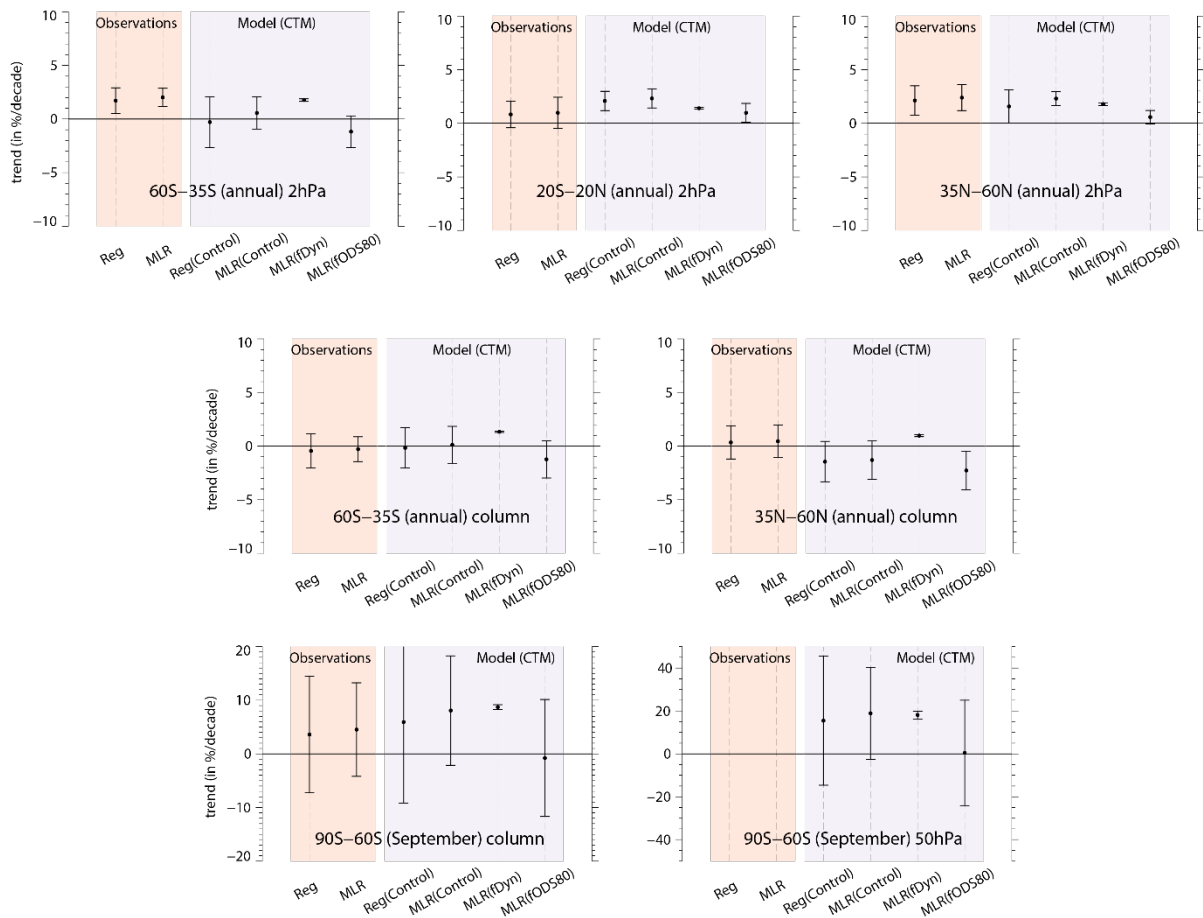 10
Observations
Model (CTM)
5
0
−5
−10
trend (in %/decade)
60S−35S (annual) 2hPa
Reg
MLR
Reg(Control)
MLR(Control)
MLR(fDyn)
MLR(fODS80)
10
Observations
Model (CTM)
5
0
−5
−10
20S−20N (annual) 2hPa
Reg
MLR
Reg(Control)
MLR(Control)
MLR(fDyn)
MLR(fODS80)
10
Observations
Model (CTM)
5
0
−5
−10
35N−60N (annual) 2hPa
Reg
MLR
Reg(Control)
MLR(Control)
MLR(fDyn)
MLR(fODS80)
10
Observations
Model (CTM)
5
0
−5
−10
trend (in %/decade)
60S−35S (annual) column
Reg
MLR
Reg(Control)
MLR(Control)
MLR(fDyn)
MLR(fODS80)
10
Observations
Model (CTM)
5
0
−5
−10
35N−60N (annual) column
Reg
MLR
Reg(Control)
MLR(Control)
MLR(fDyn)
MLR(fODS80)
20
Observations
Model (CTM)
10
0
−10
−20
trend (in %/decade)
90S−60S (September) column
Reg
MLR
Reg(Control)
MLR(Control)
MLR(fDyn)
MLR(fODS80)
Observations
Model (CTM)
40
20
0
−20
−40
90S−60S (September) 50hPa
Reg
MLR
Reg(Control)
MLR(Control)
MLR(fDyn)
MLR(fODS80)